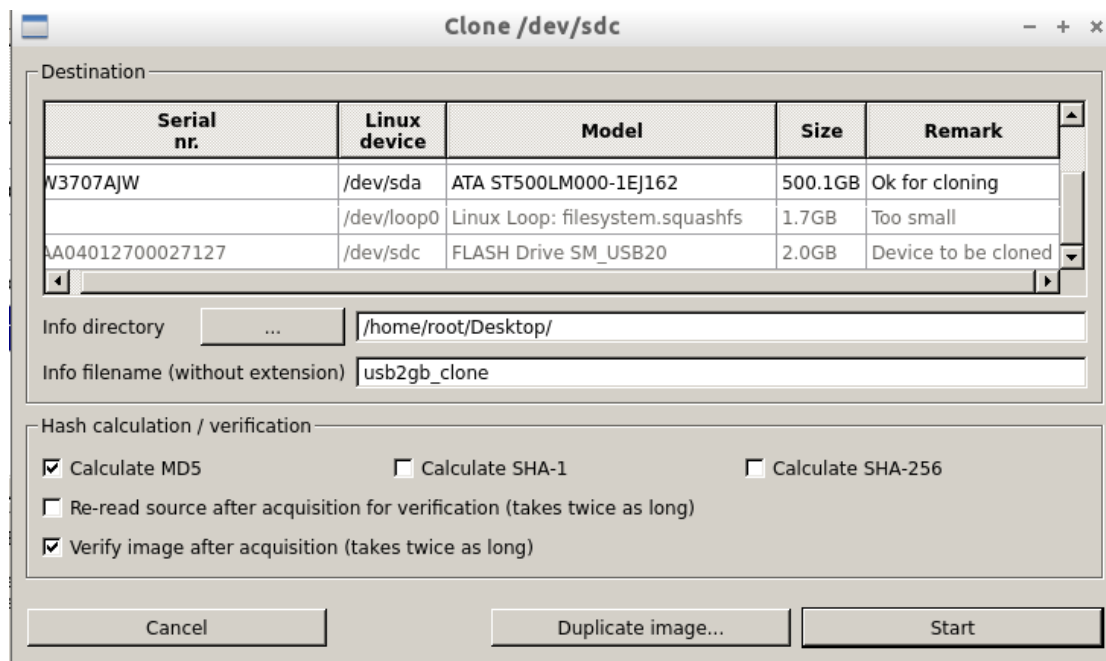 Clone /dev/sdc
Destination
Serial nr. Linux device Model Size Remark
W3707AJW /dev/sda ATA ST500LM000-1EJ162 500.1GB Ok for cloning
/dev/loop0 Linux Loop: filesystem.squashfs 1.7GB Too small
AA04012700027127 /dev/sdc FLASH Drive SM_USB20 2.0GB Device to be cloned
Info directory ... /home/root/Desktop/
Info filename (without extension) usb2gb_clone
Hash calculation / verification
Calculate MD5 Calculate SHA-1 Calculate SHA-256
Re-read source after acquisition for verification (takes twice as long)
Verify image after acquisition (takes twice as long)
Cancel Duplicate image... Start